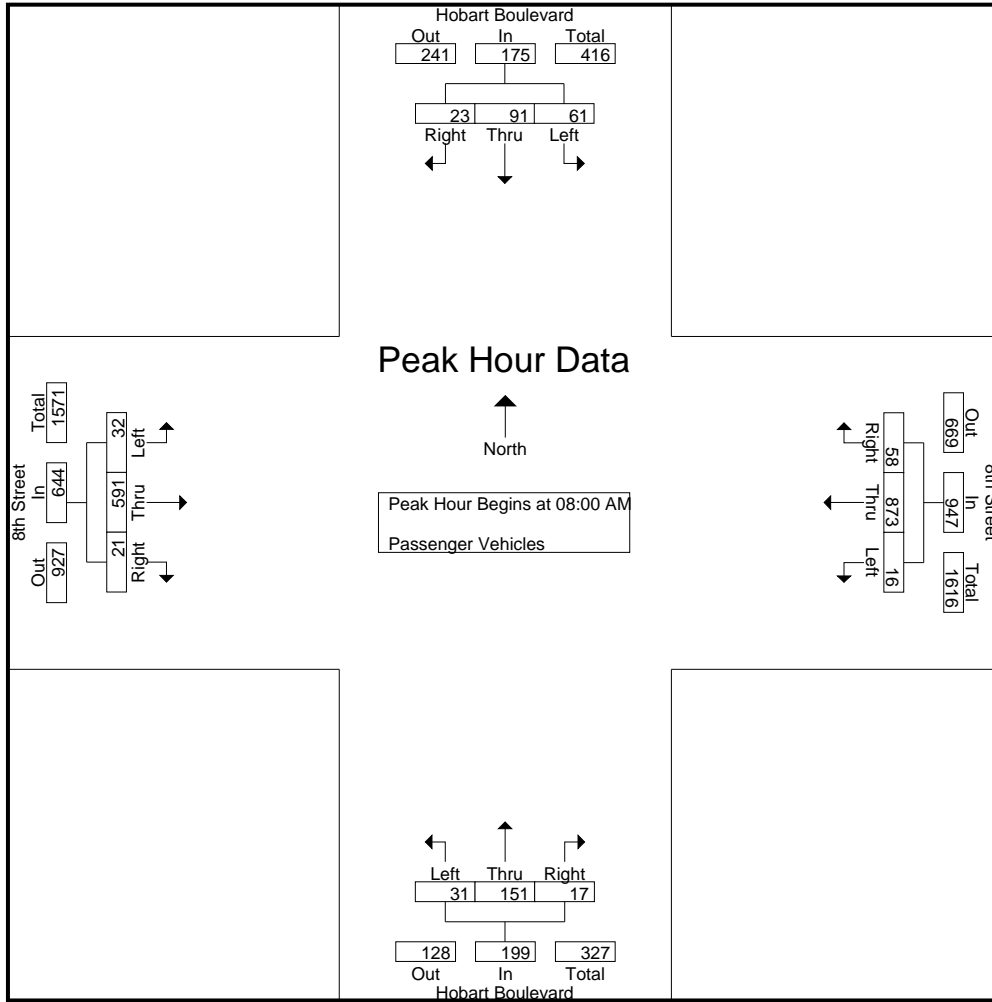 Hobart Boulevard
Out In Total
241 175 416
23 91 61
Right Thru Left
Peak Hour Data
North
Peak Hour Begins at 08:00 AM
Passenger Vehicles
8th Street
Total In Out
1571 644 927
32 591 21
Left Thru Right
8th Street
Out In Total
669 947 1616
58 873 16
Right Thru Left
Left Thru Right
31 151 17
128 199 327
Out In Total
Hobart Boulevard